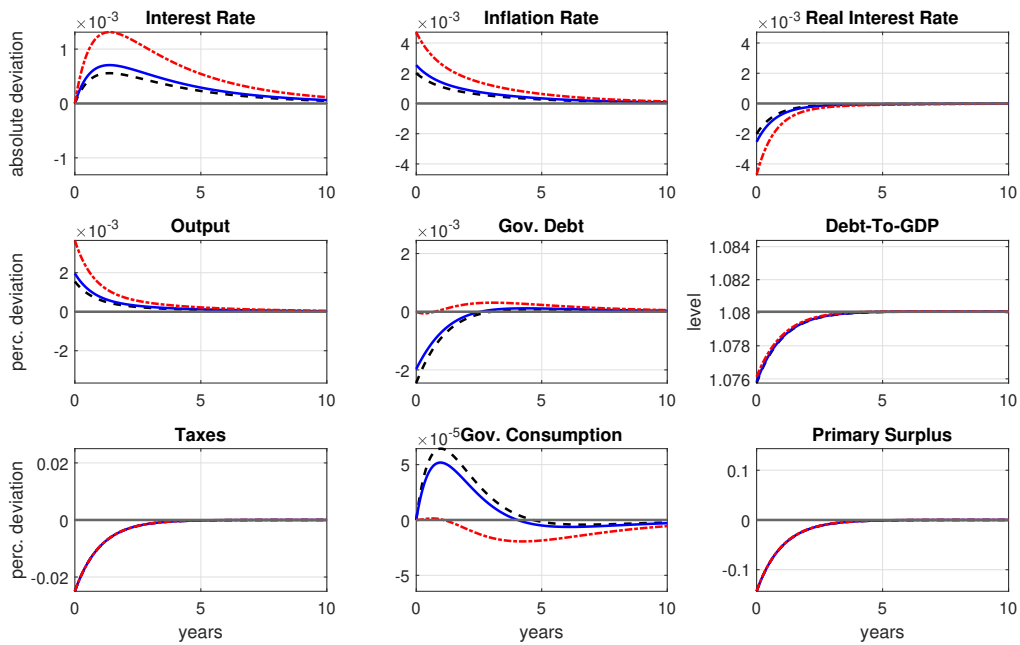 Interest Rate
×10^-3
1
0
-1
absolute deviation
0 5 10
Inflation Rate
×10^-3
4
2
0
-2
-4
0 5 10
Real Interest Rate
×10^-3
4
2
0
-2
-4
0 5 10
Output
×10^-3
2
0
-2
perc. deviation
0 5 10
Gov. Debt
×10^-3
2
0
-2
0 5 10
Debt-To-GDP
1.084
1.082
1.08
1.078
1.076
level
0 5 10
Taxes
0.02
0
-0.02
perc. deviation
0 5 10
years
Gov. Consumption
×10^-5
5
0
-5
0 5 10
years
Primary Surplus
0.1
0
-0.1
0 5 10
years